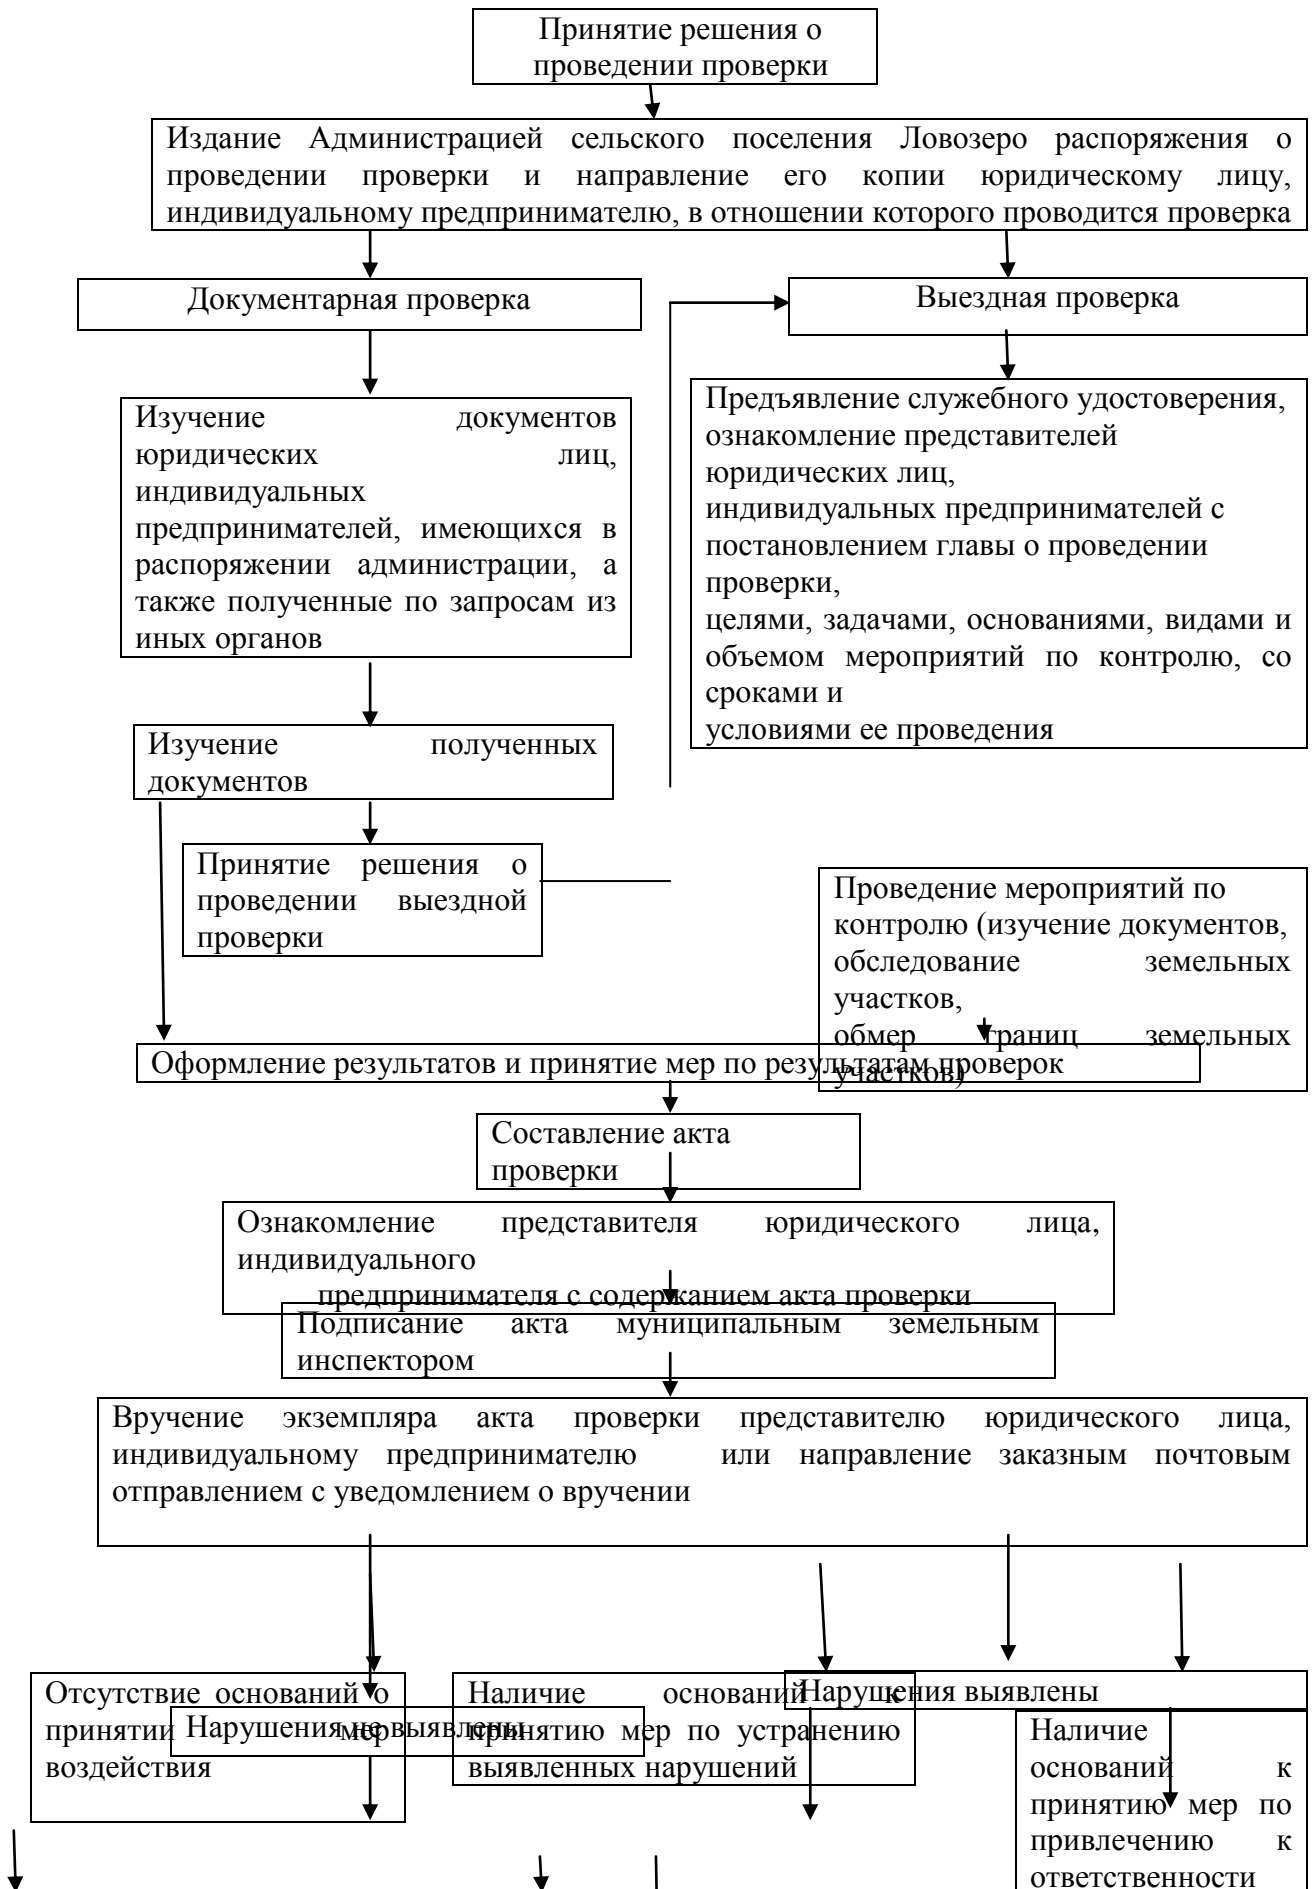 Принятие решения о
проведении проверки
Издание Администрацией сельского поселения Ловозеро распоряжения о
проведении проверки и направление его копии юридическому лицу,
индивидуальному предпринимателю, в отношении которого проводится проверка
Документарная проверка
Выездная проверка
Изучение документов
юридических лиц,
индивидуальных
предпринимателей, имеющихся в
распоряжении администрации, а
также полученные по запросам из
иных органов
Предъявление служебного удостоверения,
ознакомление представителей
юридических лиц,
индивидуальных предпринимателей с
постановлением главы о проведении
проверки,
целями, задачами, основаниями, видами и
объемом мероприятий по контролю, со
сроками и
условиями ее проведения
Изучение полученных
документов
Принятие решения о
проведении выездной
проверки
Проведение мероприятий по
контролю (изучение документов,
обследование земельных
участков,
обмер границ земельных
участков)
Оформление результатов и принятие мер по результатам проверок
Составление акта
проверки
Ознакомление представителя юридического лица,
индивидуального
предпринимателя с содержанием акта проверки
Подписание акта муниципальным земельным
инспектором
Вручение экземпляра акта проверки представителю юридического лица,
индивидуальному предпринимателю или направление заказным почтовым
отправлением с уведомлением о вручении
Отсутствие оснований о
принятии мер
воздействия
Нарушения не выявлены
Наличие оснований к
принятию мер по устранению
выявленных нарушений
Нарушения выявлены
Наличие
оснований к
принятию мер по
привлечению к
ответственности